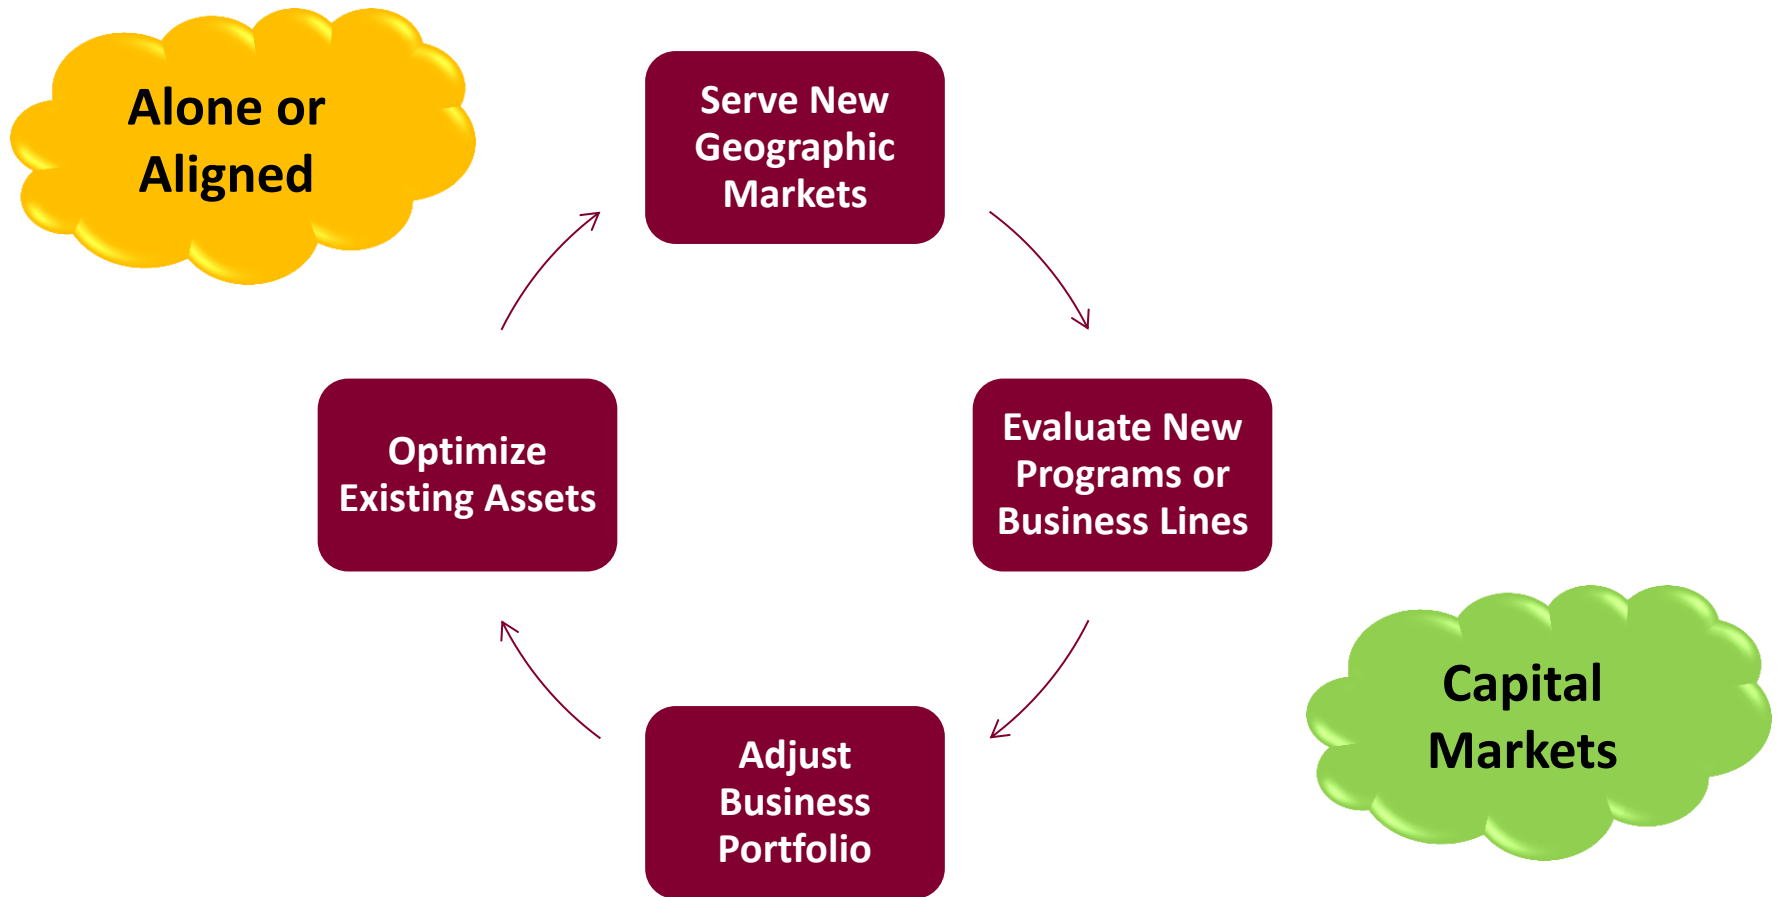 Alone or
Aligned
Serve New
Geographic
Markets
Optimize
Existing Assets
Evaluate New
Programs or
Business Lines
Capital
Markets
Adjust
Business
Portfolio